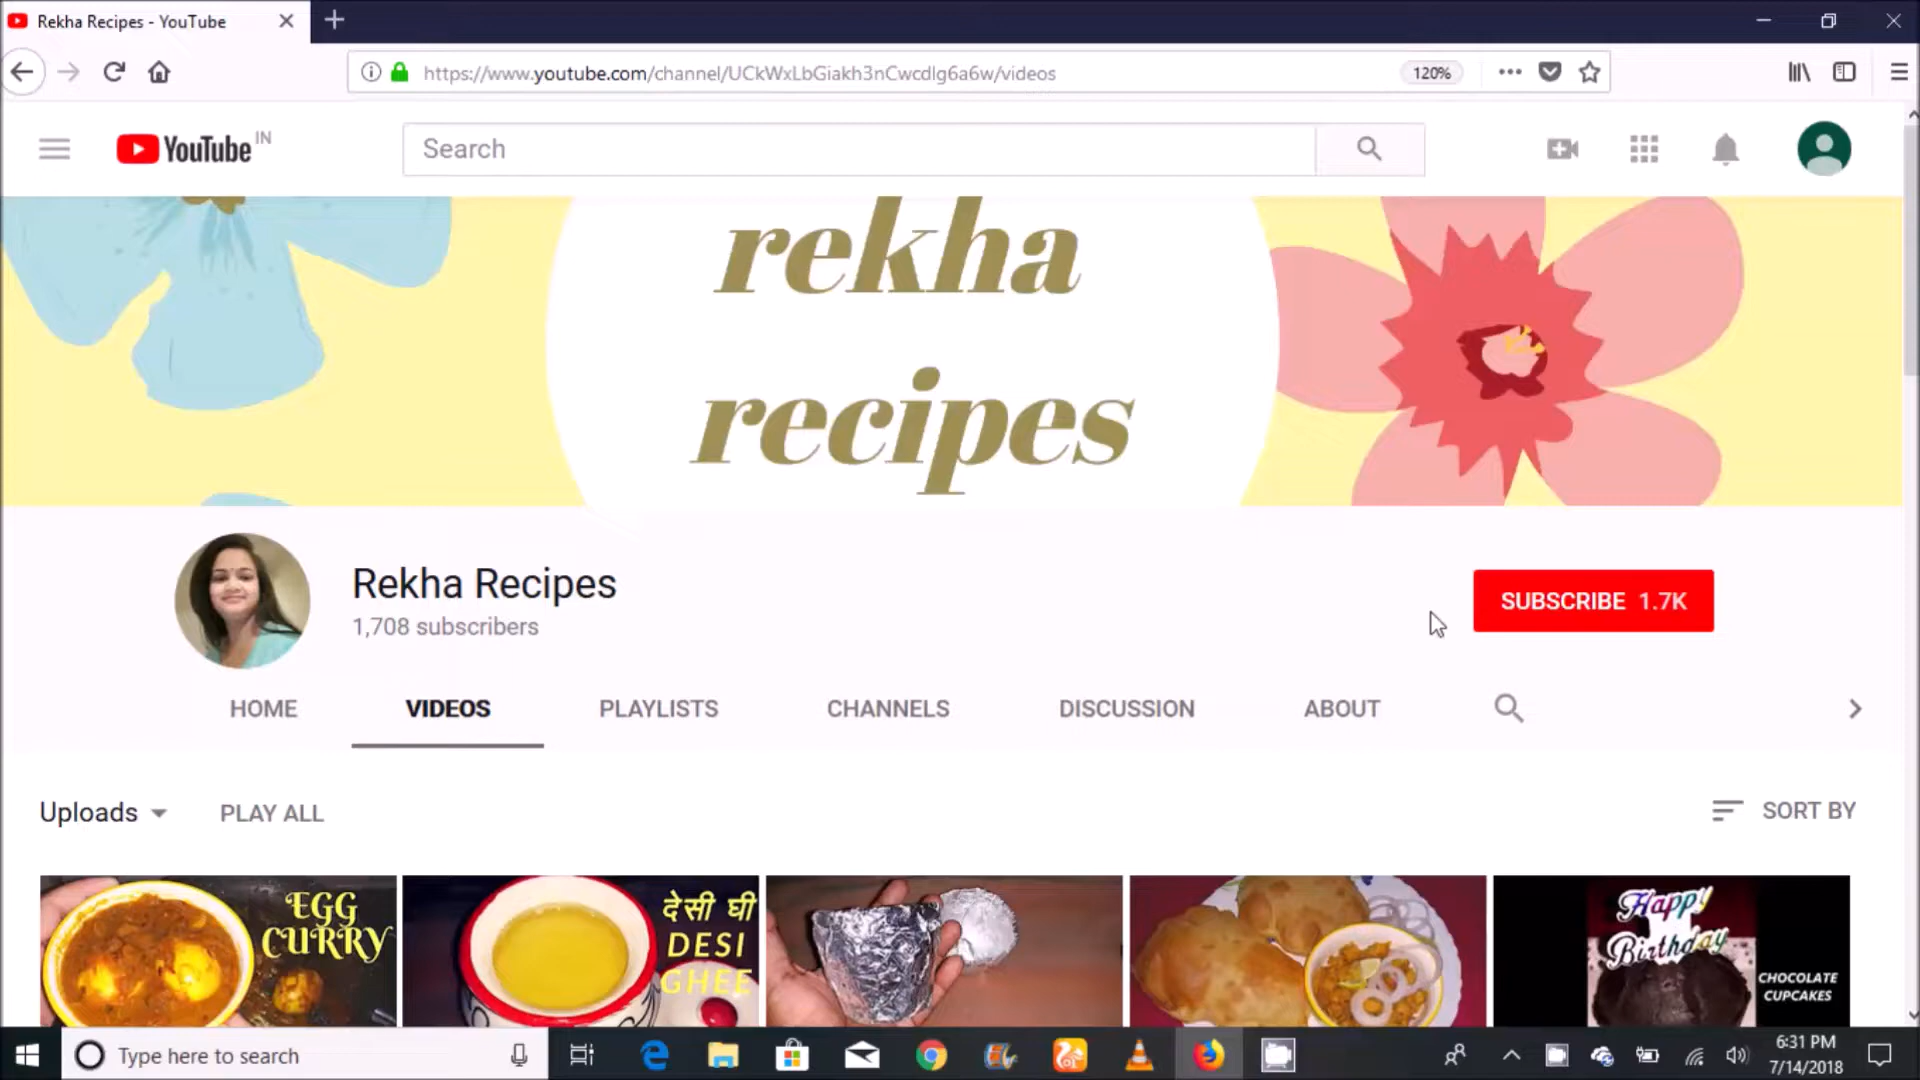 Rekha Recipes - YouTube
https://www.youtube.com/channel/UCkWxLbGiakh3nCwcdlg6a6w/videos
120%
YouTube IN
Search
rekha
recipes
Rekha Recipes
1,708 subscribers
SUBSCRIBE 1.7K
HOME VIDEOS PLAYLISTS CHANNELS DISCUSSION ABOUT
Uploads PLAY ALL SORT BY
EGG
CURRY
देसी घी
DESI
GHEE
Happy
Birthday
CHOCOLATE
CUPCAKES
Type here to search
6:31 PM
7/14/2018